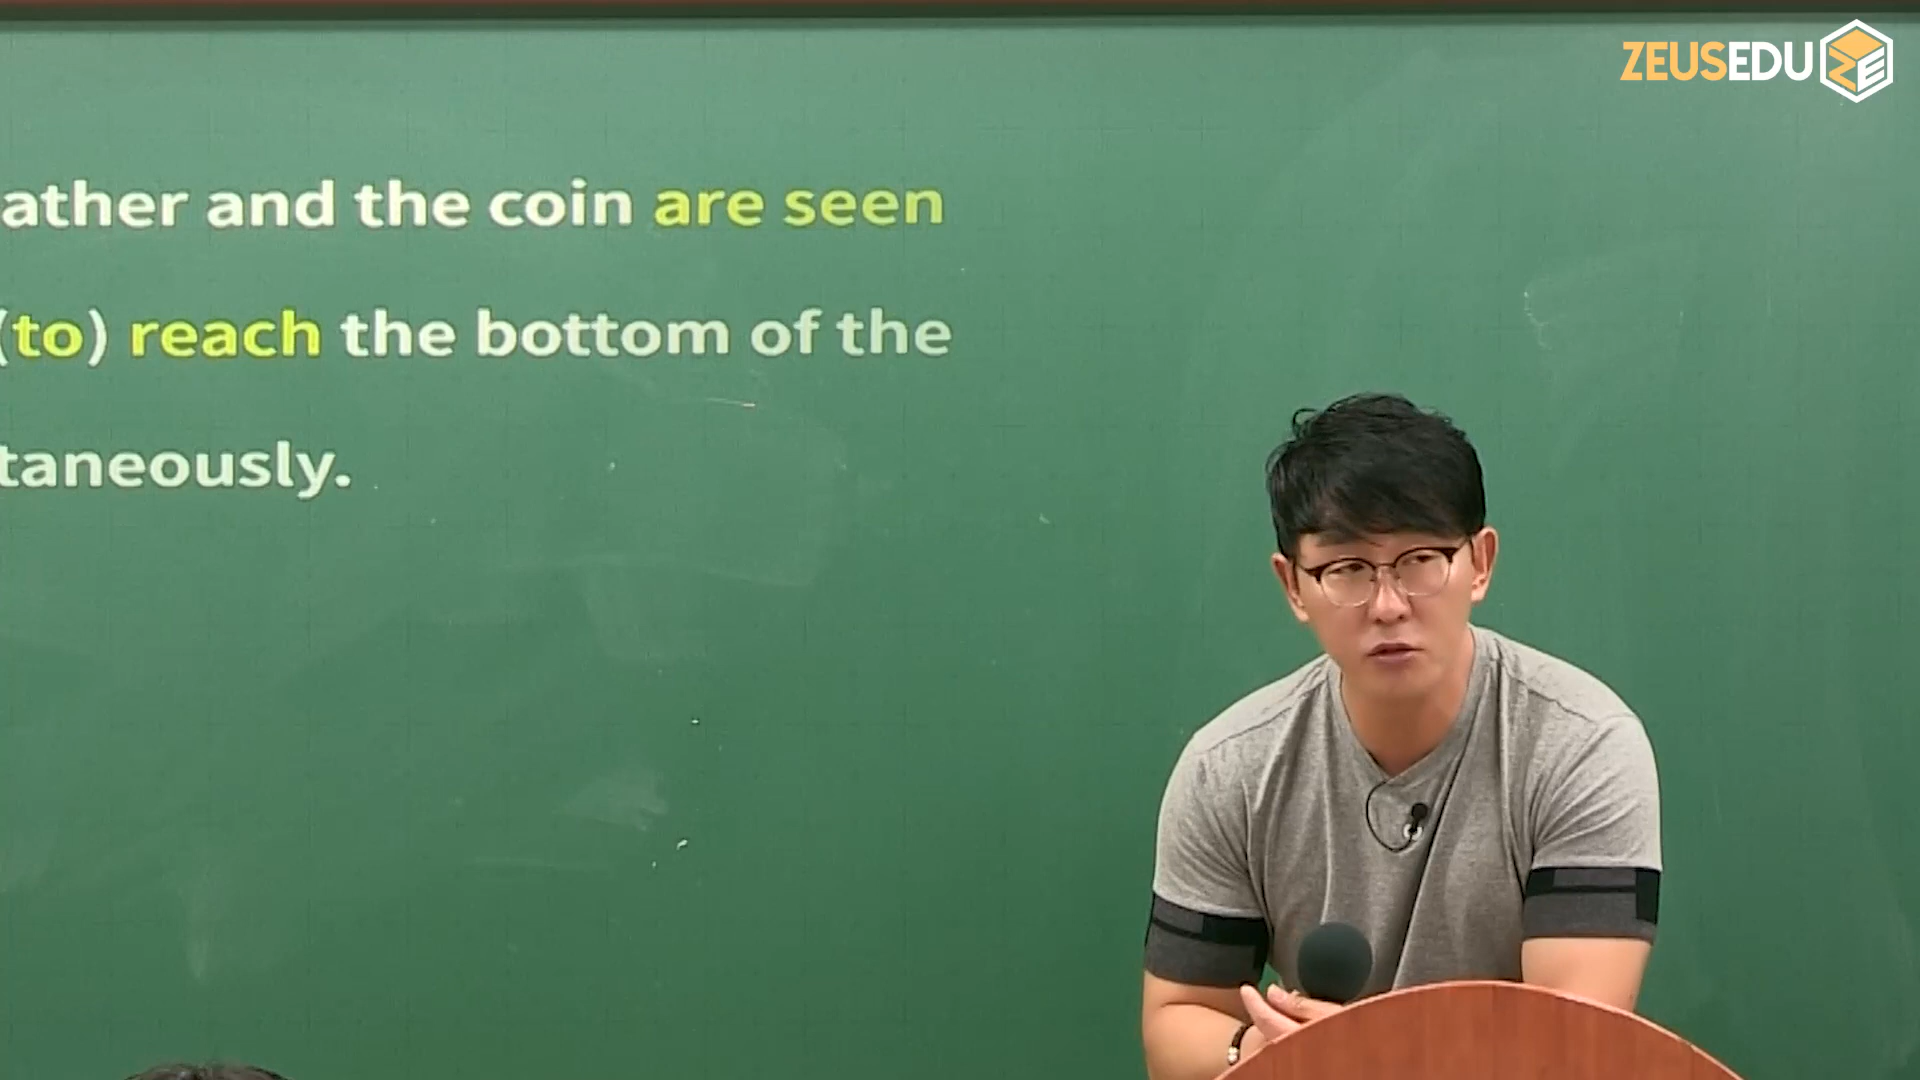 ZEUSEDU
ather and the coin are seen
(to) reach the bottom of the
taneously.